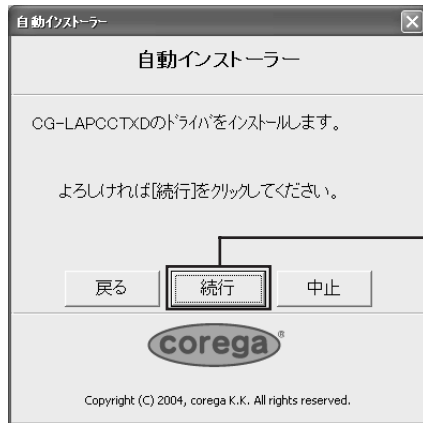 自動インストーラー
自動インストーラー
CG-LAPCCTXDのドライバをインストールします。
よろしければ[続行]をクリックしてください。
戻る 続行 中止
corega®
Copyright (C) 2004, corega K.K. All rights reserved.